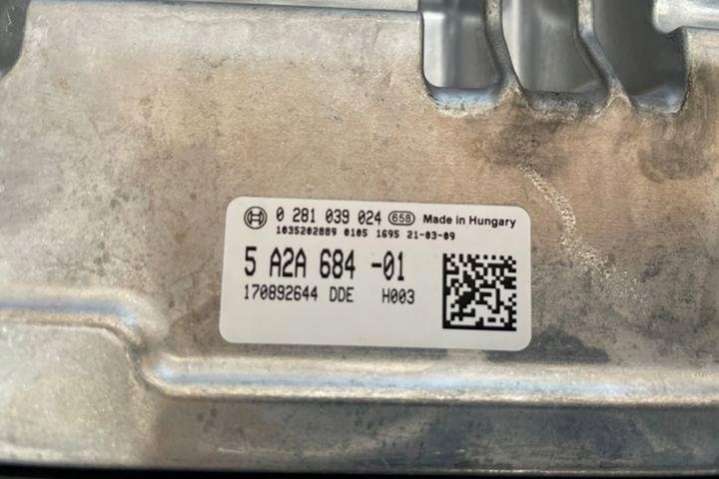 0 281 039 024 658 Made in Hungary
1035202889 0105 1695 21-03-09
5 A2A 684 -01
170892644 DDE H003